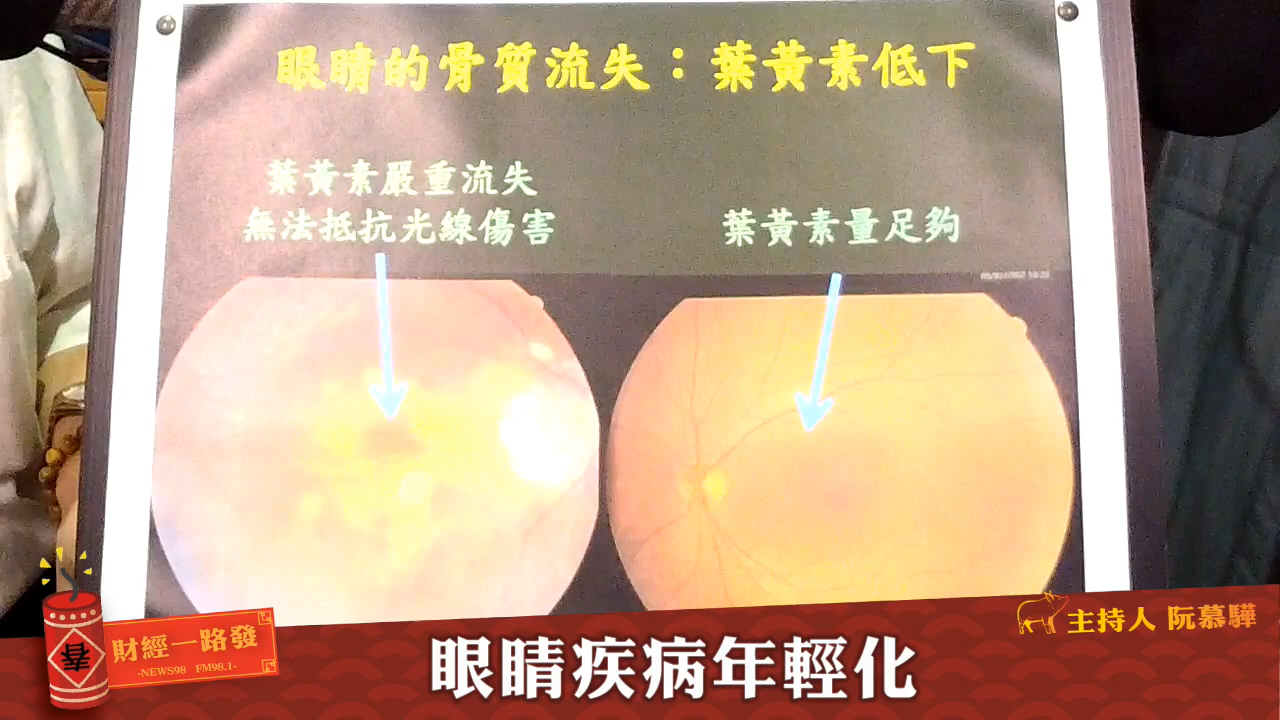 眼睛的骨質流失：葉黃素低下
葉黃素嚴重流失
無法抵抗光線傷害
葉黃素量足夠
春
財經一路發
-NEWS98 FM98.1-
主持人 阮慕驊
眼睛疾病年輕化